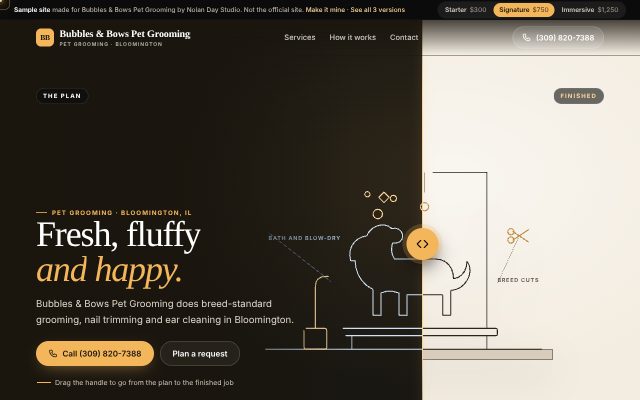 Sample site made for Bubbles & Bows Pet Grooming by Nolan Day Studio. Not the official site. Make it mine · See all 3 versions
Starter $300 Signature $750 Immersive $1,250
BB
Bubbles & Bows Pet Grooming
PET GROOMING · BLOOMINGTON
Services How it works Contact
(309) 820-7388
THE PLAN
FINISHED
PET GROOMING · BLOOMINGTON, IL
Fresh, fluffy
and happy.
BATH AND BLOW-DRY
BREED CUTS
Bubbles & Bows Pet Grooming does breed-standard
grooming, nail trimming and ear cleaning in Bloomington.
Call (309) 820-7388
Plan a request
Drag the handle to go from the plan to the finished job